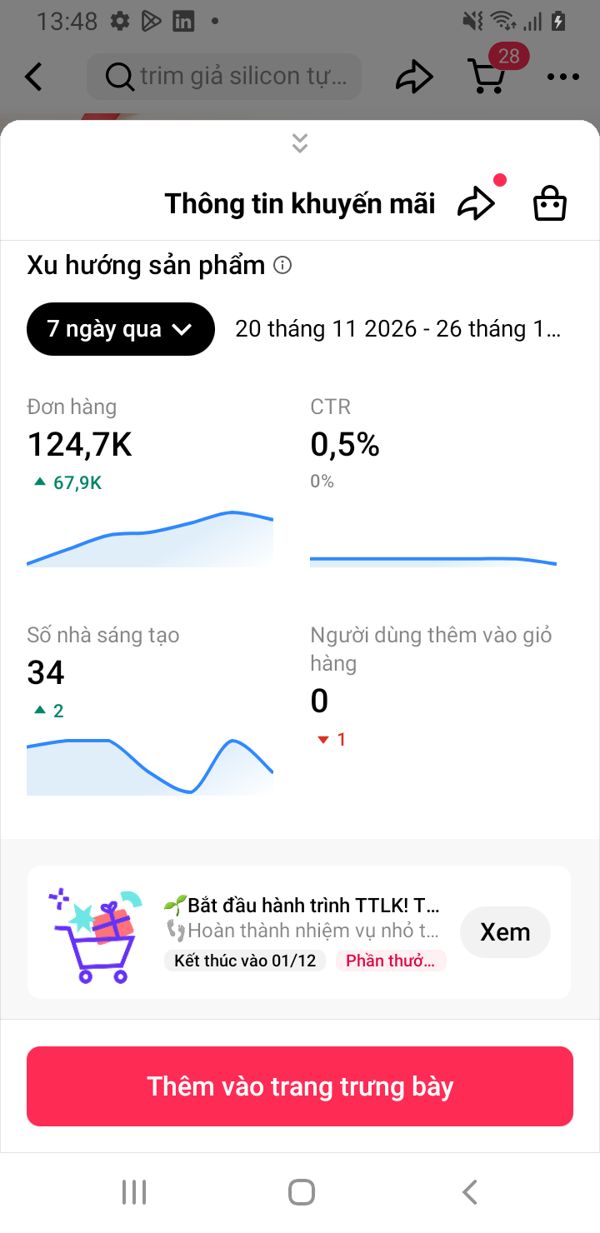 13:48
28
trim giả silicon tự...
Thông tin khuyến mãi
Xu hướng sản phẩm
7 ngày qua
20 tháng 11 2026 - 26 tháng 1...
Đơn hàng
124,7K
67,9K
CTR
0,5%
0%
Số nhà sáng tạo
34
2
Người dùng thêm vào giỏ
hàng
0
1
Bắt đầu hành trình TTLK! T...
Hoàn thành nhiệm vụ nhỏ t...
Kết thúc vào 01/12
Phần thưở...
Xem
Thêm vào trang trưng bày